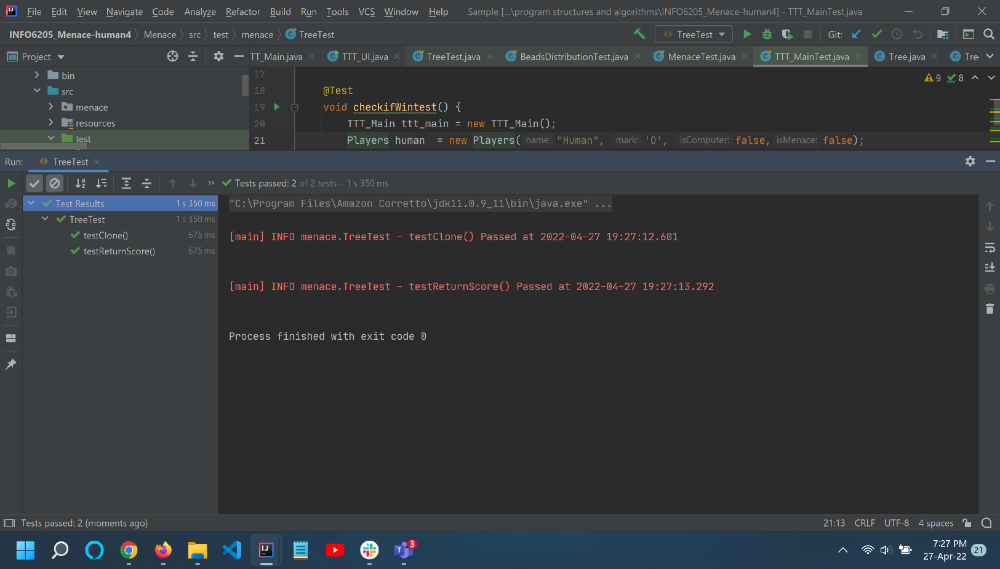 File Edit View Navigate Code Analyze Refactor Build Run Tools VCS Window Help Sample [...\program structures and algorithms\INFO6205_Menace-human4] - TTT_MainTest.java
INFO6205_Menace-human4 Menace src test menace TreeTest TreeTest Git:
Project TT_Main.java TTT_UI.java TreeTest.java BeadsDistributionTest.java MenaceTest.java TTT_MainTest.java Tree.java Tre
bin
src
menace
resources
test
17
18 @Test
19 void checkifWintest() {
20 TTT_Main ttt_main = new TTT_Main();
21 Players human = new Players( name: "Human", mark: 'O', isComputer: false, isMenace: false);
9 8
Run: TreeTest
Tests passed: 2 of 2 tests – 1 s 350 ms
Test Results 1 s 350 ms
TreeTest 1 s 350 ms
testClone() 675 ms
testReturnScore() 675 ms
"C:\Program Files\Amazon Corretto\jdk11.0.9_11\bin\java.exe" ...
[main] INFO menace.TreeTest - testClone() Passed at 2022-04-27 19:27:12.601
[main] INFO menace.TreeTest - testReturnScore() Passed at 2022-04-27 19:27:13.292
Process finished with exit code 0
Tests passed: 2 (moments ago) 21:13 CRLF UTF-8 4 spaces
3
7:27 PM
27-Apr-22 21